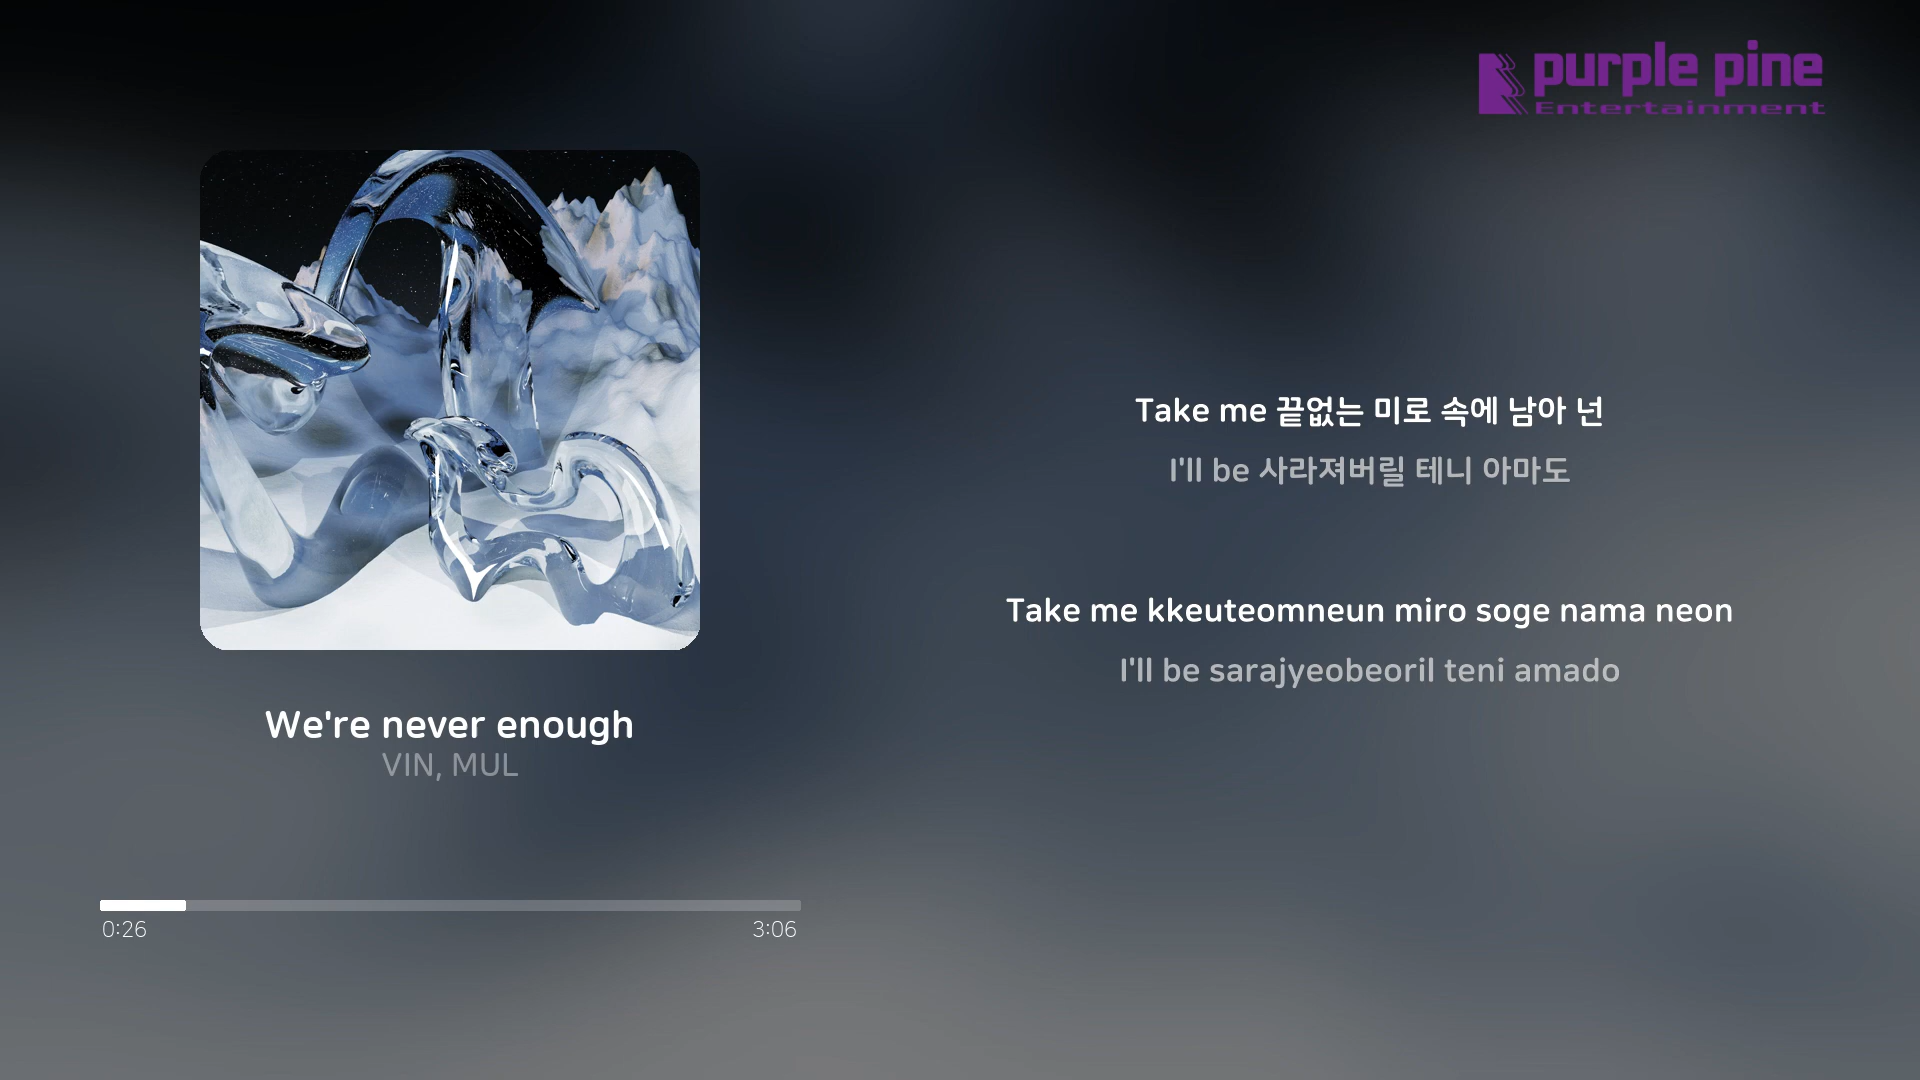 purple pine
Entertainment
Take me 끝없는 미로 속에 남아 넌
I'll be 사라져버릴 테니 아마도
Take me kkeuteomneun miro soge nama neon
I'll be sarajyeobeoril teni amado
We're never enough
VIN, MUL
0:26
3:06